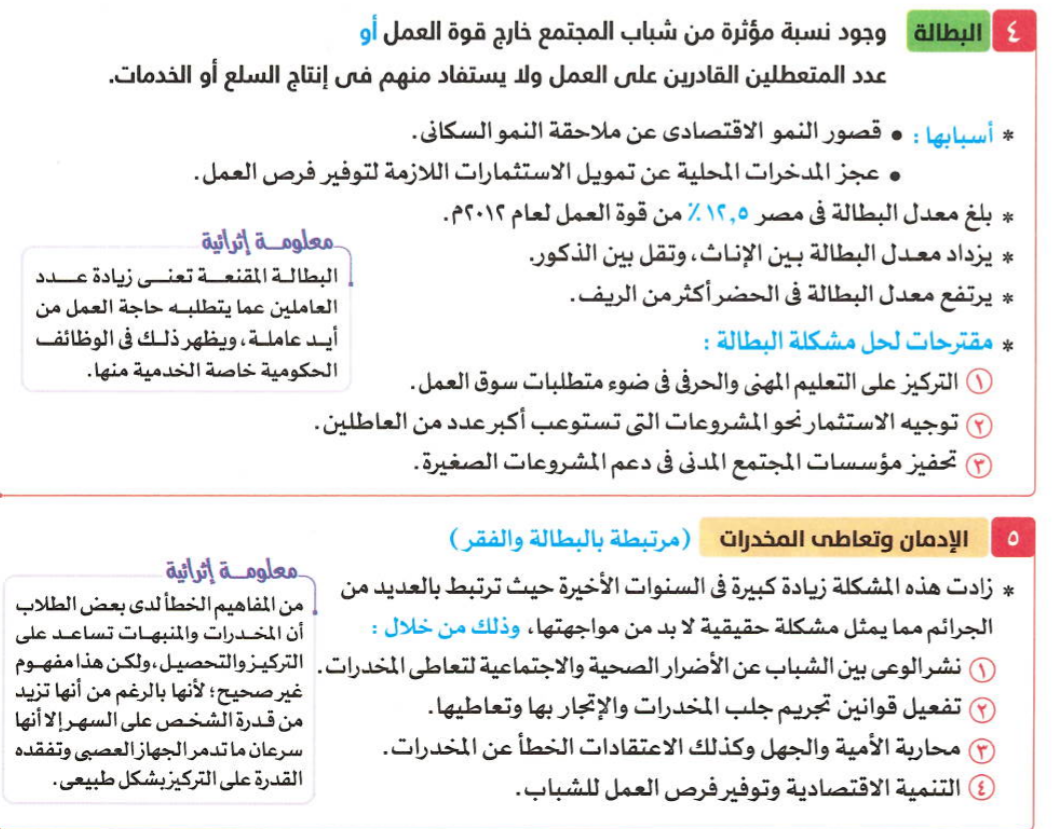 ٤ البطالة وجود نسبة مؤثرة من شباب المجتمع خارج قوة العمل أو
عدد المتعطلين القادرين على العمل ولا يستفاد منهم فى إنتاج السلع أو الخدمات.
* أسبابها : • قصور النمو الاقتصادى عن ملاحقة النمو السكانى.
• عجز المدخرات المحلية عن تمويل الاستثمارات اللازمة لتوفير فرص العمل.
* بلغ معدل البطالة فى مصر ١٢,٥ ٪ من قوة العمل لعام ٢٠١٢م.
* يزداد معدل البطالة بين الإناث، وتقل بين الذكور.
* يرتفع معدل البطالة فى الحضر أكثر من الريف.
معلومة إثرائية
البطالة المقنعة تعنى زيادة عدد
العاملين عما يتطلبه حاجة العمل من
أيد عاملة، ويظهر ذلك فى الوظائف
الحكومية خاصة الخدمية منها.
* مقترحات لحل مشكلة البطالة :
١ التركيز على التعليم المهنى والحرفى فى ضوء متطلبات سوق العمل.
٢ توجيه الاستثمار نحو المشروعات التى تستوعب أكبر عدد من العاطلين.
٣ تحفيز مؤسسات المجتمع المدنى فى دعم المشروعات الصغيرة.
٥ الإدمان وتعاطى المخدرات (مرتبطة بالبطالة والفقر)
* زادت هذه المشكلة زيادة كبيرة فى السنوات الأخيرة حيث ترتبط بالعديد من
الجرائم مما يمثل مشكلة حقيقية لا بد من مواجهتها، وذلك من خلال :
١ نشر الوعى بين الشباب عن الأضرار الصحية والاجتماعية لتعاطى المخدرات.
٢ تفعيل قوانين تجريم جلب المخدرات والإتجار بها وتعاطيها.
٣ محاربة الأمية والجهل وكذلك الاعتقادات الخطأ عن المخدرات.
٤ التنمية الاقتصادية وتوفير فرص العمل للشباب.
معلومة إثرائية
من المفاهيم الخطأ لدى بعض الطلاب
أن المخدرات والمنبهات تساعد على
التركيز والتحصيل، ولكن هذا مفهوم
غير صحيح؛ لأنها بالرغم من أنها تزيد
من قدرة الشخص على السهر إلا أنها
سرعان ما تدمر الجهاز العصبى وتفقده
القدرة على التركيز بشكل طبيعى.